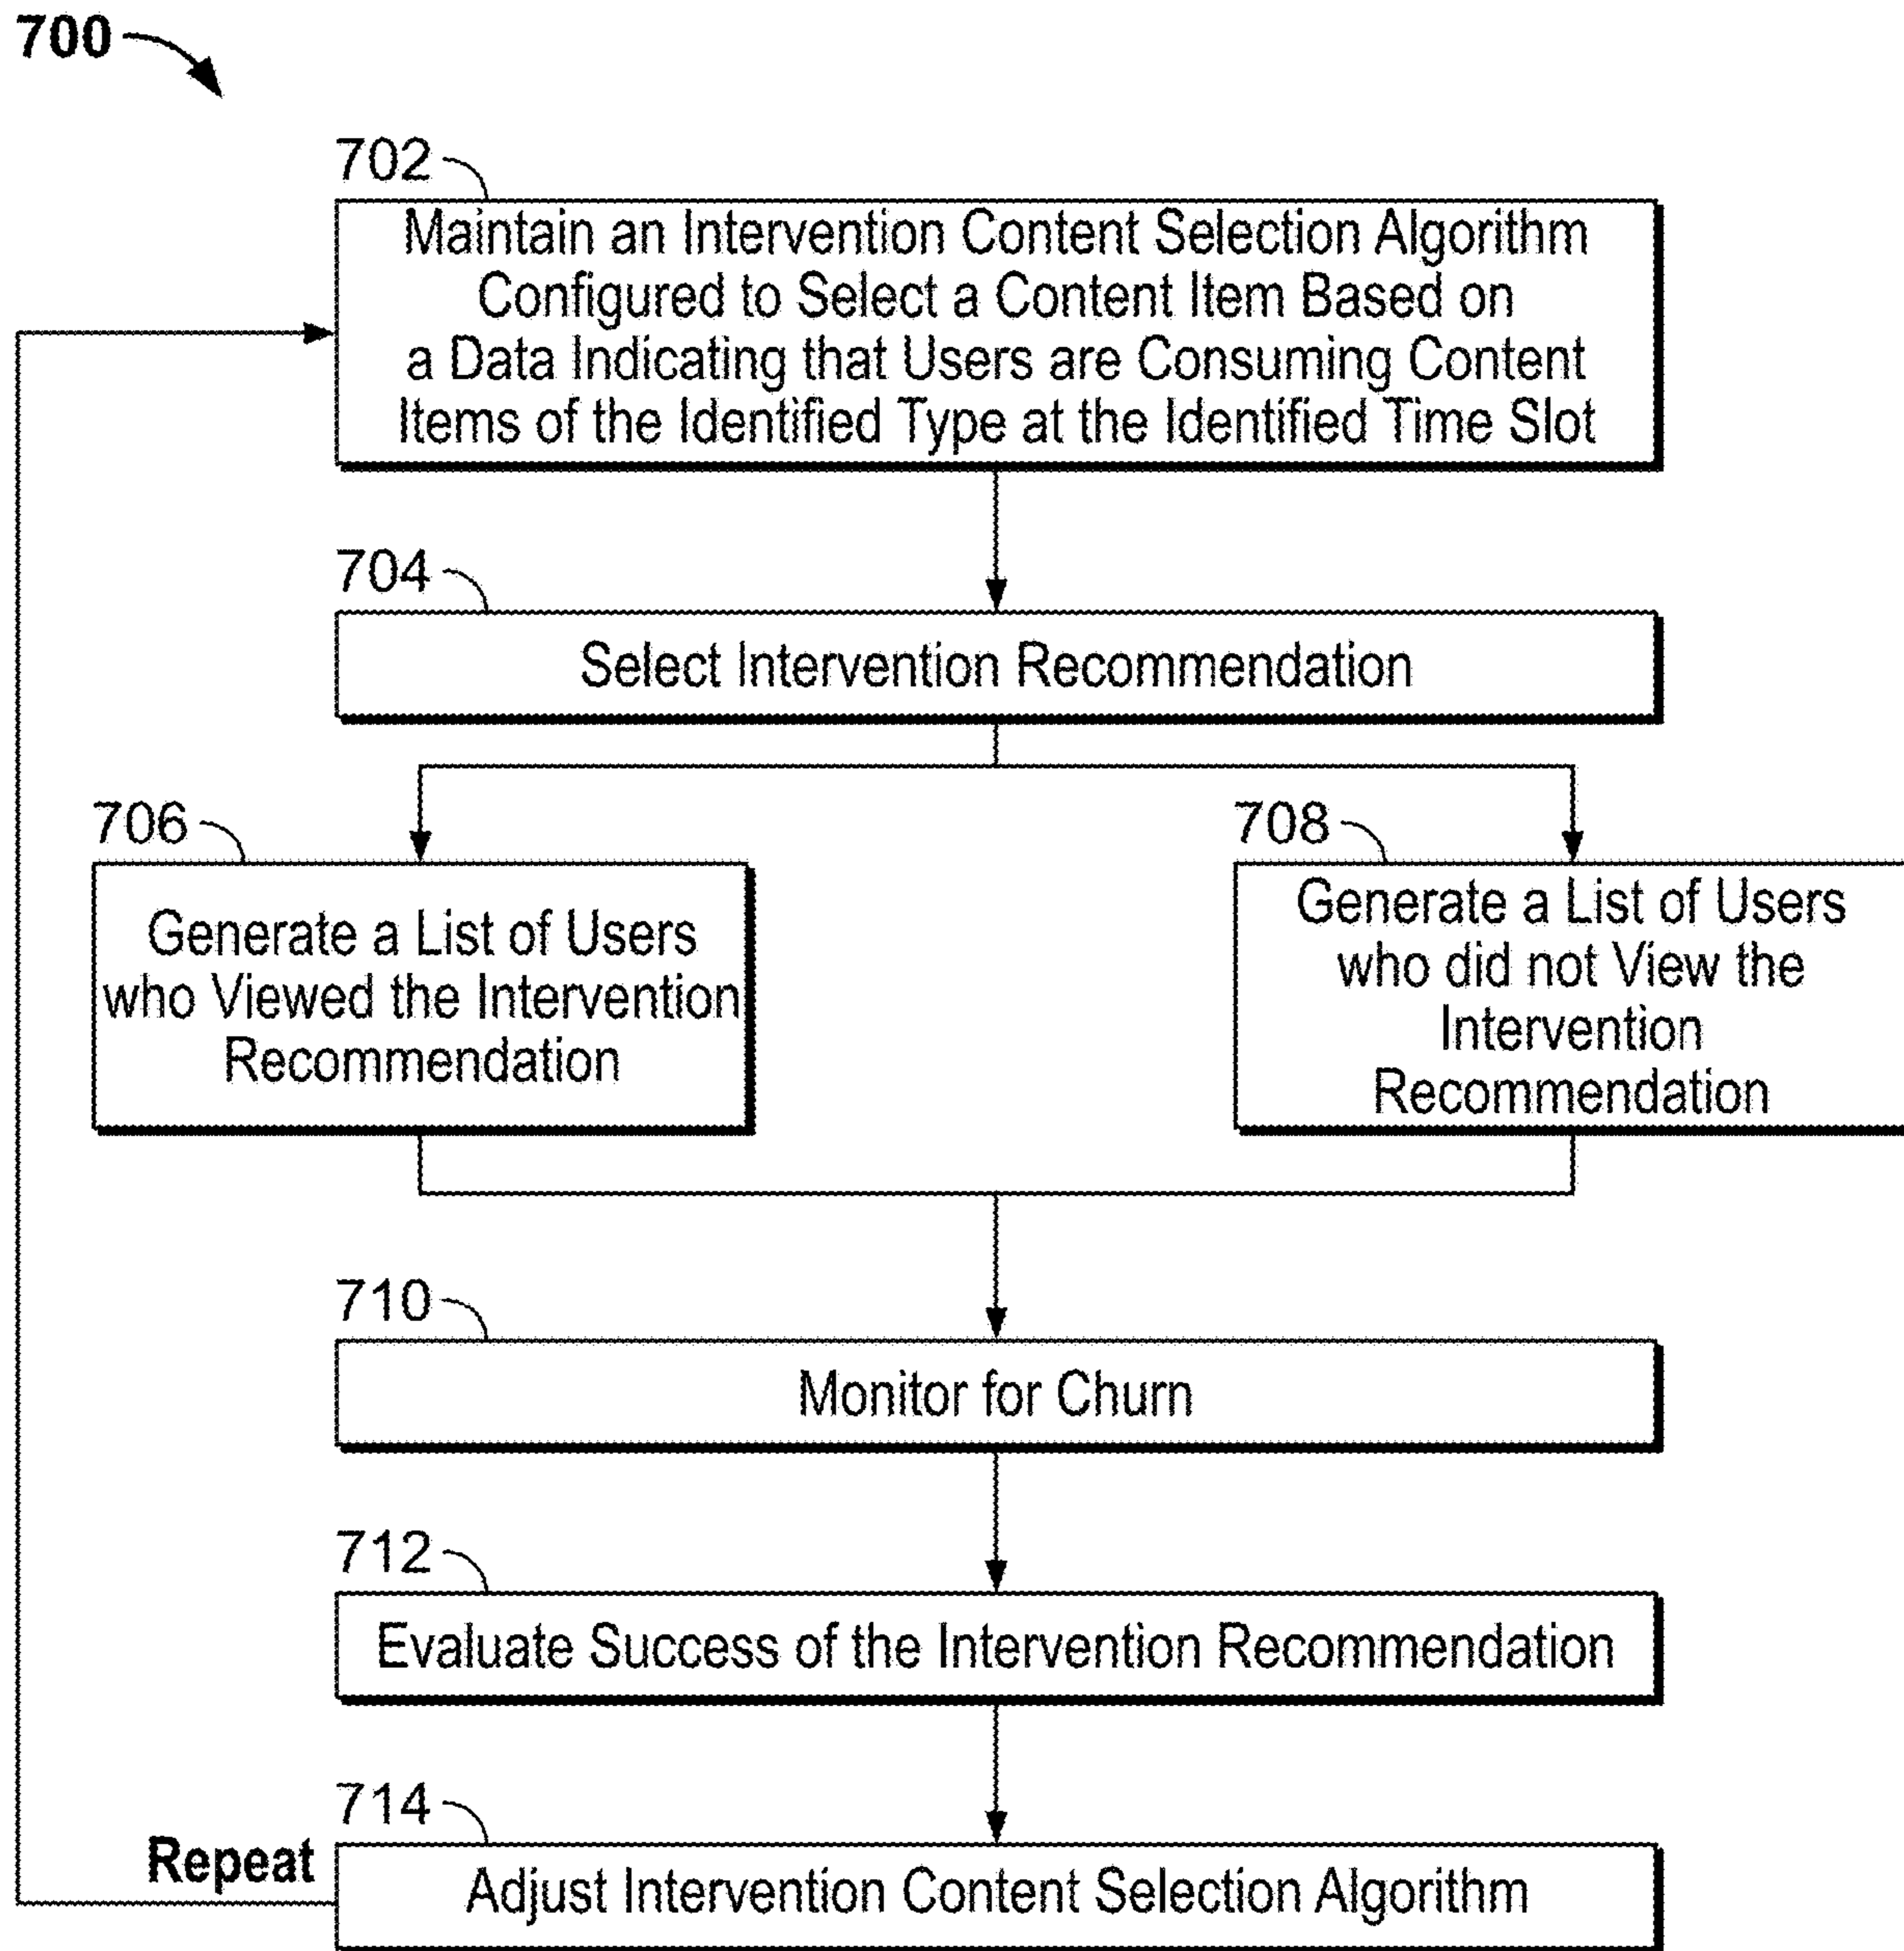 700
702
Maintain an Intervention Content Selection Algorithm
Configured to Select a Content Item Based on
a Data Indicating that Users are Consuming Content
Items of the Identified Type at the Identified Time Slot
704
Select Intervention Recommendation
706
Generate a List of Users
who Viewed the Intervention
Recommendation
708
Generate a List of Users
who did not View the
Intervention
Recommendation
710
Monitor for Churn
712
Evaluate Success of the Intervention Recommendation
714
Repeat
Adjust Intervention Content Selection Algorithm